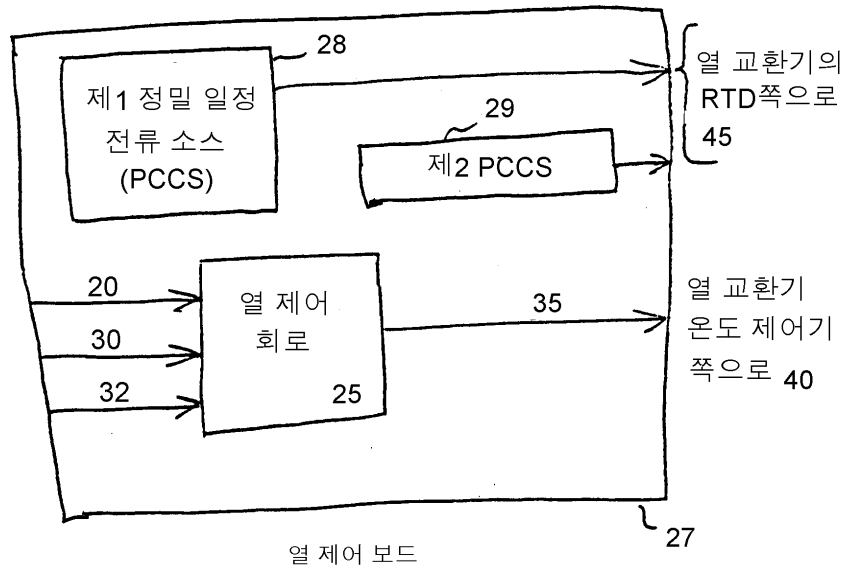 28
제1 정밀 일정
전류 소스
(PCCS)
29
제2 PCCS
열 교환기의
RTD쪽으로
45
20
30
32
열 제어
회로
25
35
열 교환기
온도 제어기
쪽으로 40
27
열 제어 보드